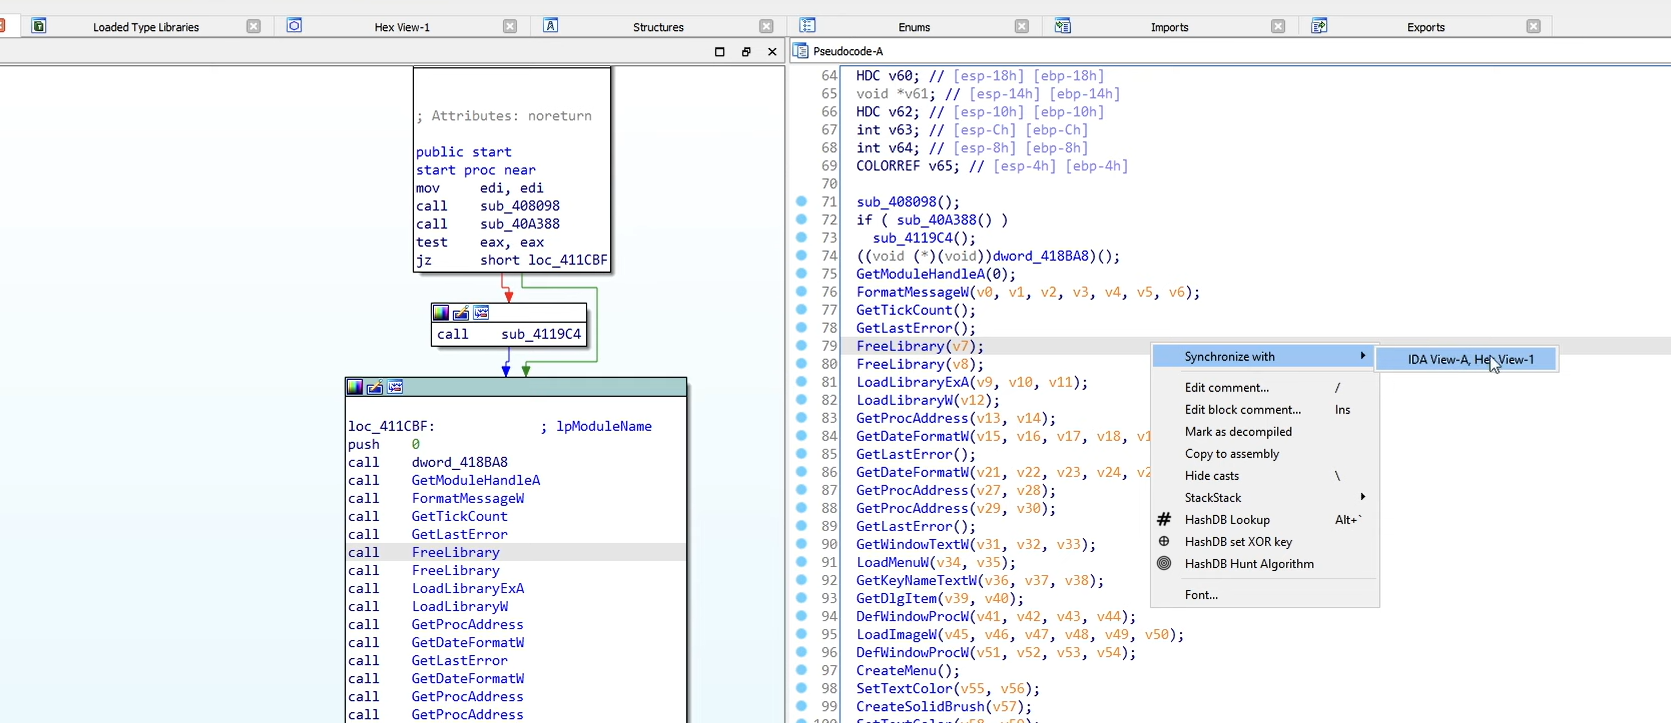 Loaded Type Libraries
Hex View-1
Structures
Enums
Imports
Exports
Pseudocode-A
; Attributes: noreturn
public start
start proc near
mov edi, edi
call sub_408098
call sub_40A388
test eax, eax
jz short loc_411CBF
call sub_4119C4
loc_411CBF: ; lpModuleName
push 0
call dword_418BA8
call GetModuleHandleA
call FormatMessageW
call GetTickCount
call GetLastError
call FreeLibrary
call FreeLibrary
call LoadLibraryExA
call LoadLibraryW
call GetProcAddress
call GetDateFormatW
call GetLastError
call GetDateFormatW
call GetProcAddress
call GetProcAddress
64 HDC v60; // [esp-18h] [ebp-18h]
65 void *v61; // [esp-14h] [ebp-14h]
66 HDC v62; // [esp-10h] [ebp-10h]
67 int v63; // [esp-Ch] [ebp-Ch]
68 int v64; // [esp-8h] [ebp-8h]
69 COLORREF v65; // [esp-4h] [ebp-4h]
70
71 sub_408098();
72 if ( sub_40A388() )
73 sub_4119C4();
74 ((void (*)(void))dword_418BA8)();
75 GetModuleHandleA(0);
76 FormatMessageW(v0, v1, v2, v3, v4, v5, v6);
77 GetTickCount();
78 GetLastError();
79 FreeLibrary(v7);
80 FreeLibrary(v8);
81 LoadLibraryExA(v9, v10, v11);
82 LoadLibraryW(v12);
83 GetProcAddress(v13, v14);
84 GetDateFormatW(v15, v16, v17, v18, v1
85 GetLastError();
86 GetDateFormatW(v21, v22, v23, v24, v2
87 GetProcAddress(v27, v28);
88 GetProcAddress(v29, v30);
89 GetLastError();
90 GetWindowTextW(v31, v32, v33);
91 LoadMenuW(v34, v35);
92 GetKeyNameTextW(v36, v37, v38);
93 GetDlgItem(v39, v40);
94 DefWindowProcW(v41, v42, v43, v44);
95 LoadImageW(v45, v46, v47, v48, v49, v50);
96 DefWindowProcW(v51, v52, v53, v54);
97 CreateMenu();
98 SetTextColor(v55, v56);
99 CreateSolidBrush(v57);
100 SetTextColor(v58, v59);
Synchronize with
IDA View-A, Hex View-1
Edit comment... /
Edit block comment... Ins
Mark as decompiled
Copy to assembly
Hide casts \
StackStack
# HashDB Lookup Alt+`
HashDB set XOR key
HashDB Hunt Algorithm
Font...